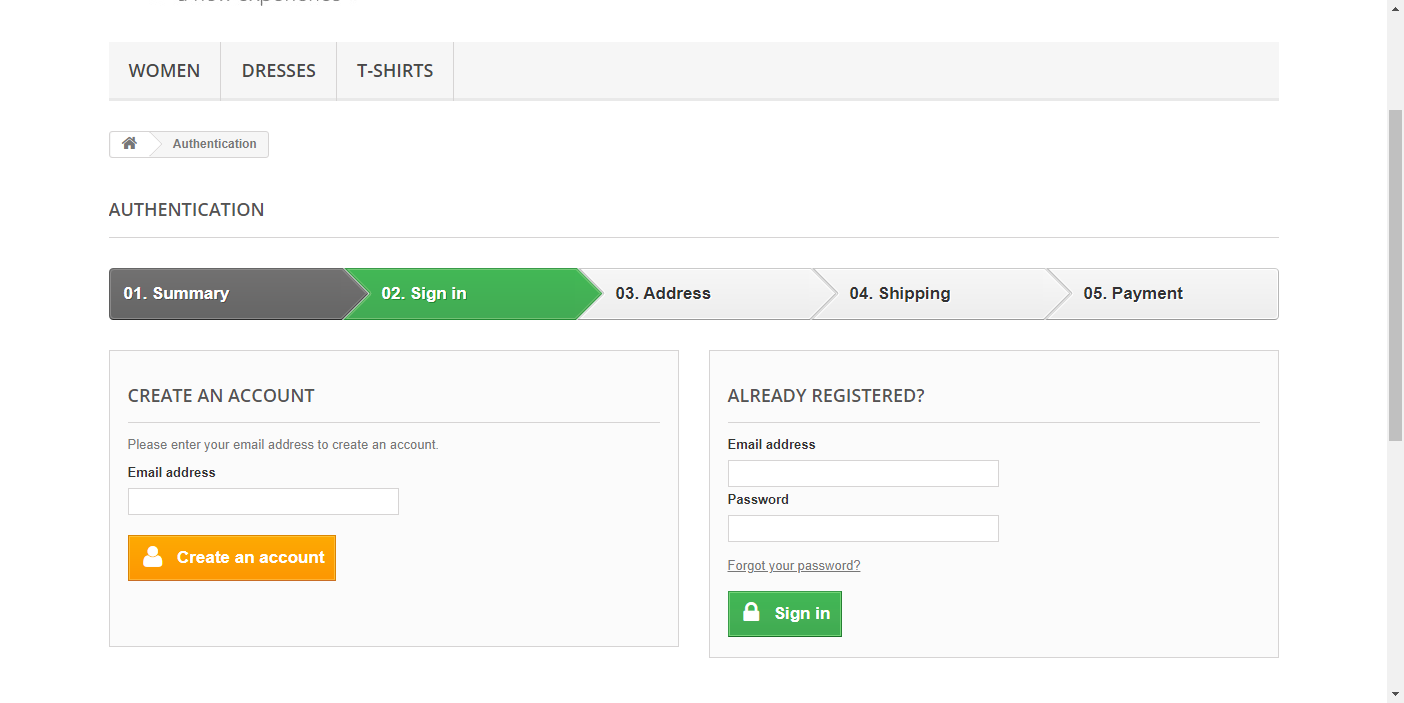 a new experience
WOMEN
DRESSES
T-SHIRTS
Authentication
AUTHENTICATION
01. Summary
02. Sign in
03. Address
04. Shipping
05. Payment
CREATE AN ACCOUNT
Please enter your email address to create an account.
Email address
Create an account
ALREADY REGISTERED?
Email address
Password
Forgot your password?
Sign in